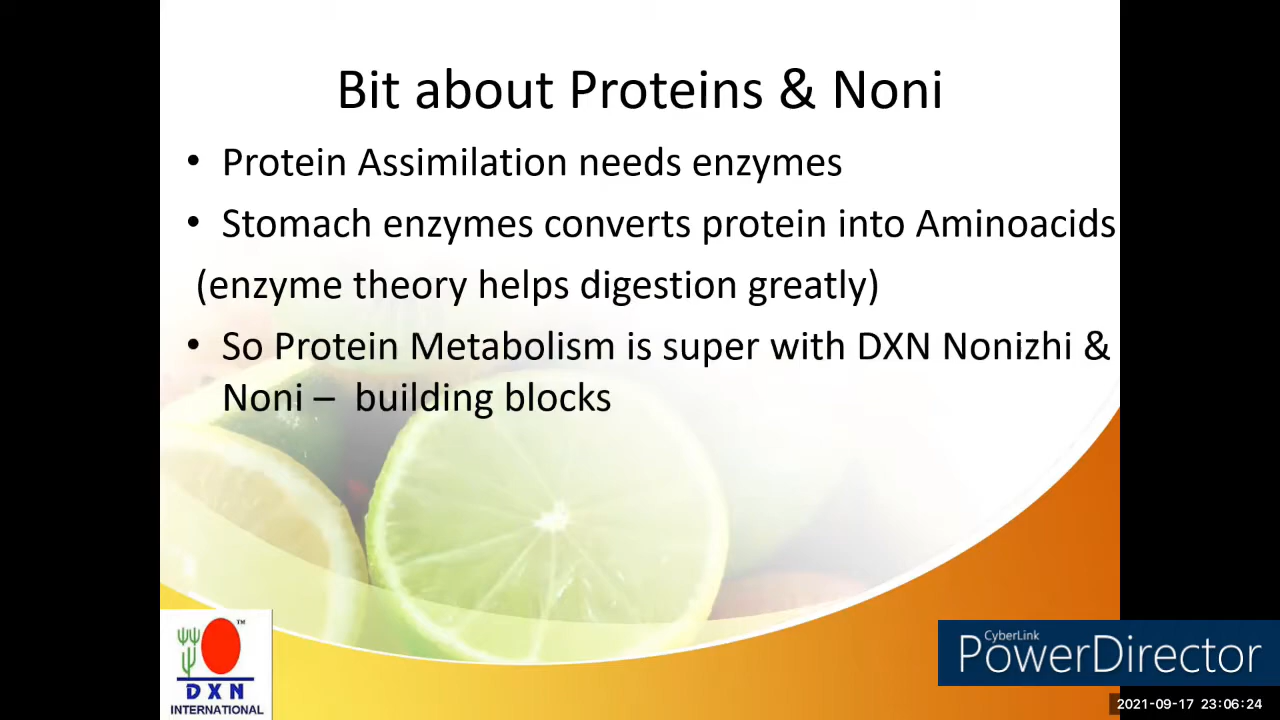 Bit about Proteins & Noni
• Protein Assimilation needs enzymes
• Stomach enzymes converts protein into Aminoacids
(enzyme theory helps digestion greatly)
• So Protein Metabolism is super with DXN Nonizhi &
Noni – building blocks
TM
DXN
INTERNATIONAL
CyberLink
PowerDirector
2021-09-17 23:06:24